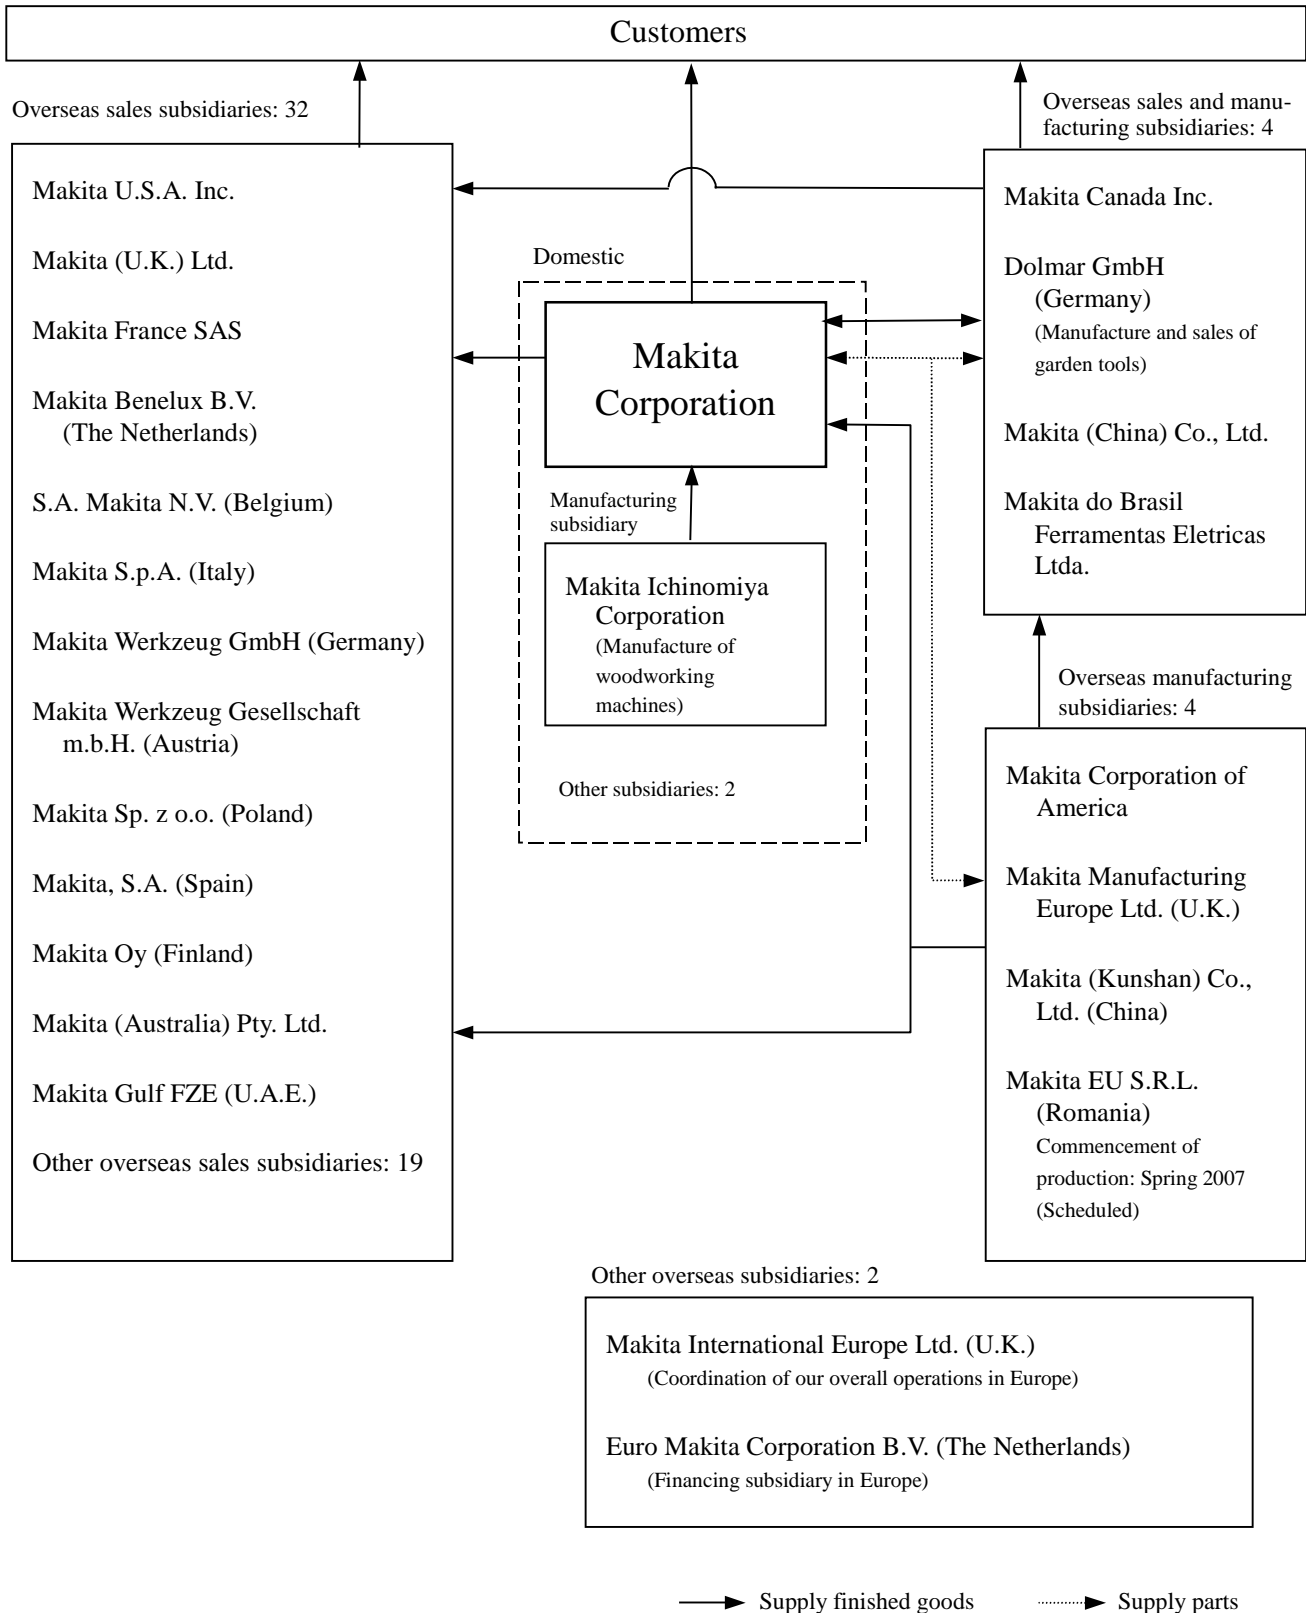 Customers
Overseas sales subsidiaries: 32
Makita U.S.A. Inc.
Makita (U.K.) Ltd.
Makita France SAS
Makita Benelux B.V.
(The Netherlands)
S.A. Makita N.V. (Belgium)
Makita S.p.A. (Italy)
Makita Werkzeug GmbH (Germany)
Makita Werkzeug Gesellschaft
m.b.H. (Austria)
Makita Sp. z o.o. (Poland)
Makita, S.A. (Spain)
Makita Oy (Finland)
Makita (Australia) Pty. Ltd.
Makita Gulf FZE (U.A.E.)
Other overseas sales subsidiaries: 19
Domestic
Makita
Corporation
Manufacturing
subsidiary
Makita Ichinomiya
Corporation
(Manufacture of
woodworking
machines)
Other subsidiaries: 2
Overseas sales and manu-
facturing subsidiaries: 4
Makita Canada Inc.
Dolmar GmbH
(Germany)
(Manufacture and sales of
garden tools)
Makita (China) Co., Ltd.
Makita do Brasil
Ferramentas Eletricas
Ltda.
Overseas manufacturing
subsidiaries: 4
Makita Corporation of
America
Makita Manufacturing
Europe Ltd. (U.K.)
Makita (Kunshan) Co.,
Ltd. (China)
Makita EU S.R.L.
(Romania)
Commencement of
production: Spring 2007
(Scheduled)
Other overseas subsidiaries: 2
Makita International Europe Ltd. (U.K.)
(Coordination of our overall operations in Europe)
Euro Makita Corporation B.V. (The Netherlands)
(Financing subsidiary in Europe)
Supply finished goods
Supply parts